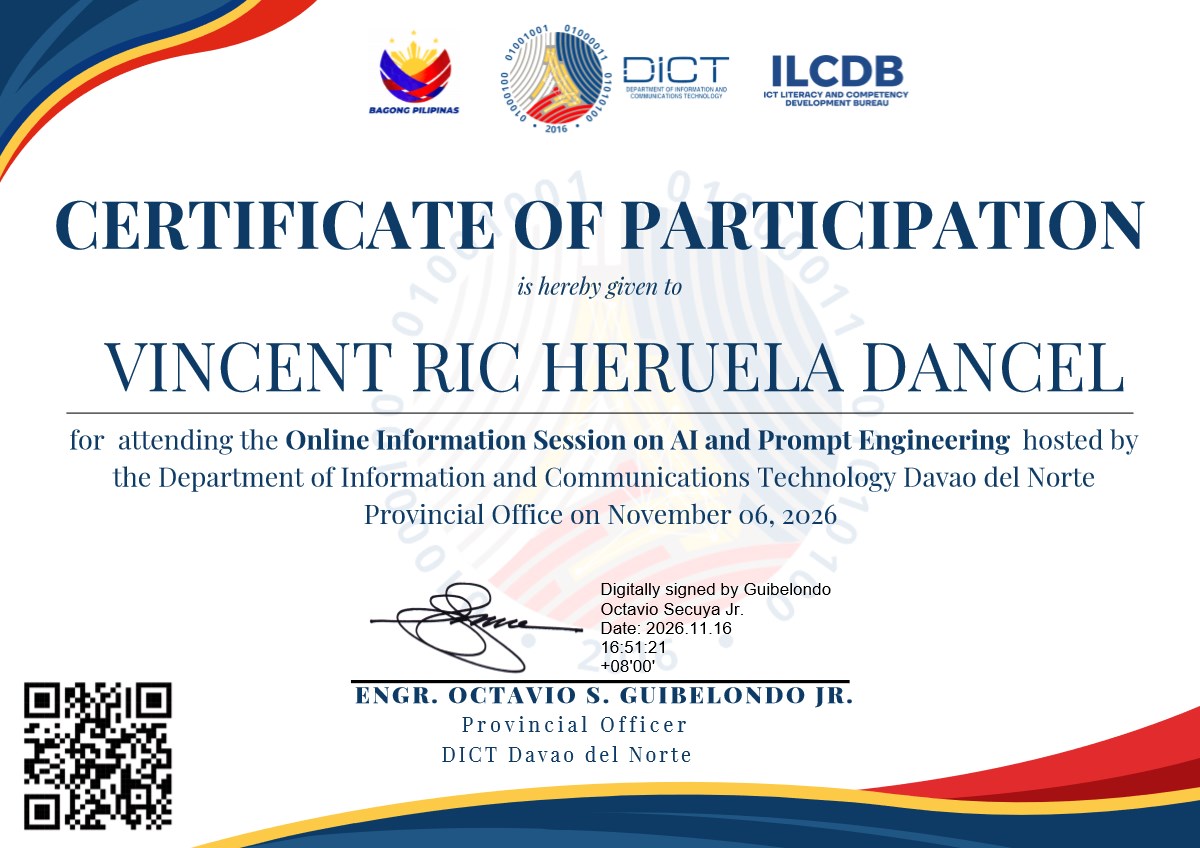 BAGONG PILIPINAS
01000100 01001001 01000011 01010100
• 2016 •
DICT
DEPARTMENT OF INFORMATION AND
COMMUNICATIONS TECHNOLOGY
ILCDB
ICT LITERACY AND COMPETENCY
DEVELOPMENT BUREAU
CERTIFICATE OF PARTICIPATION
is hereby given to
VINCENT RIC HERUELA DANCEL
for attending the Online Information Session on AI and Prompt Engineering hosted by
the Department of Information and Communications Technology Davao del Norte
Provincial Office on November 06, 2026
Digitally signed by Guibelondo
Octavio Secuya Jr.
Date: 2026.11.16
16:51:21
+08'00'
ENGR. OCTAVIO S. GUIBELONDO JR.
Provincial Officer
DICT Davao del Norte